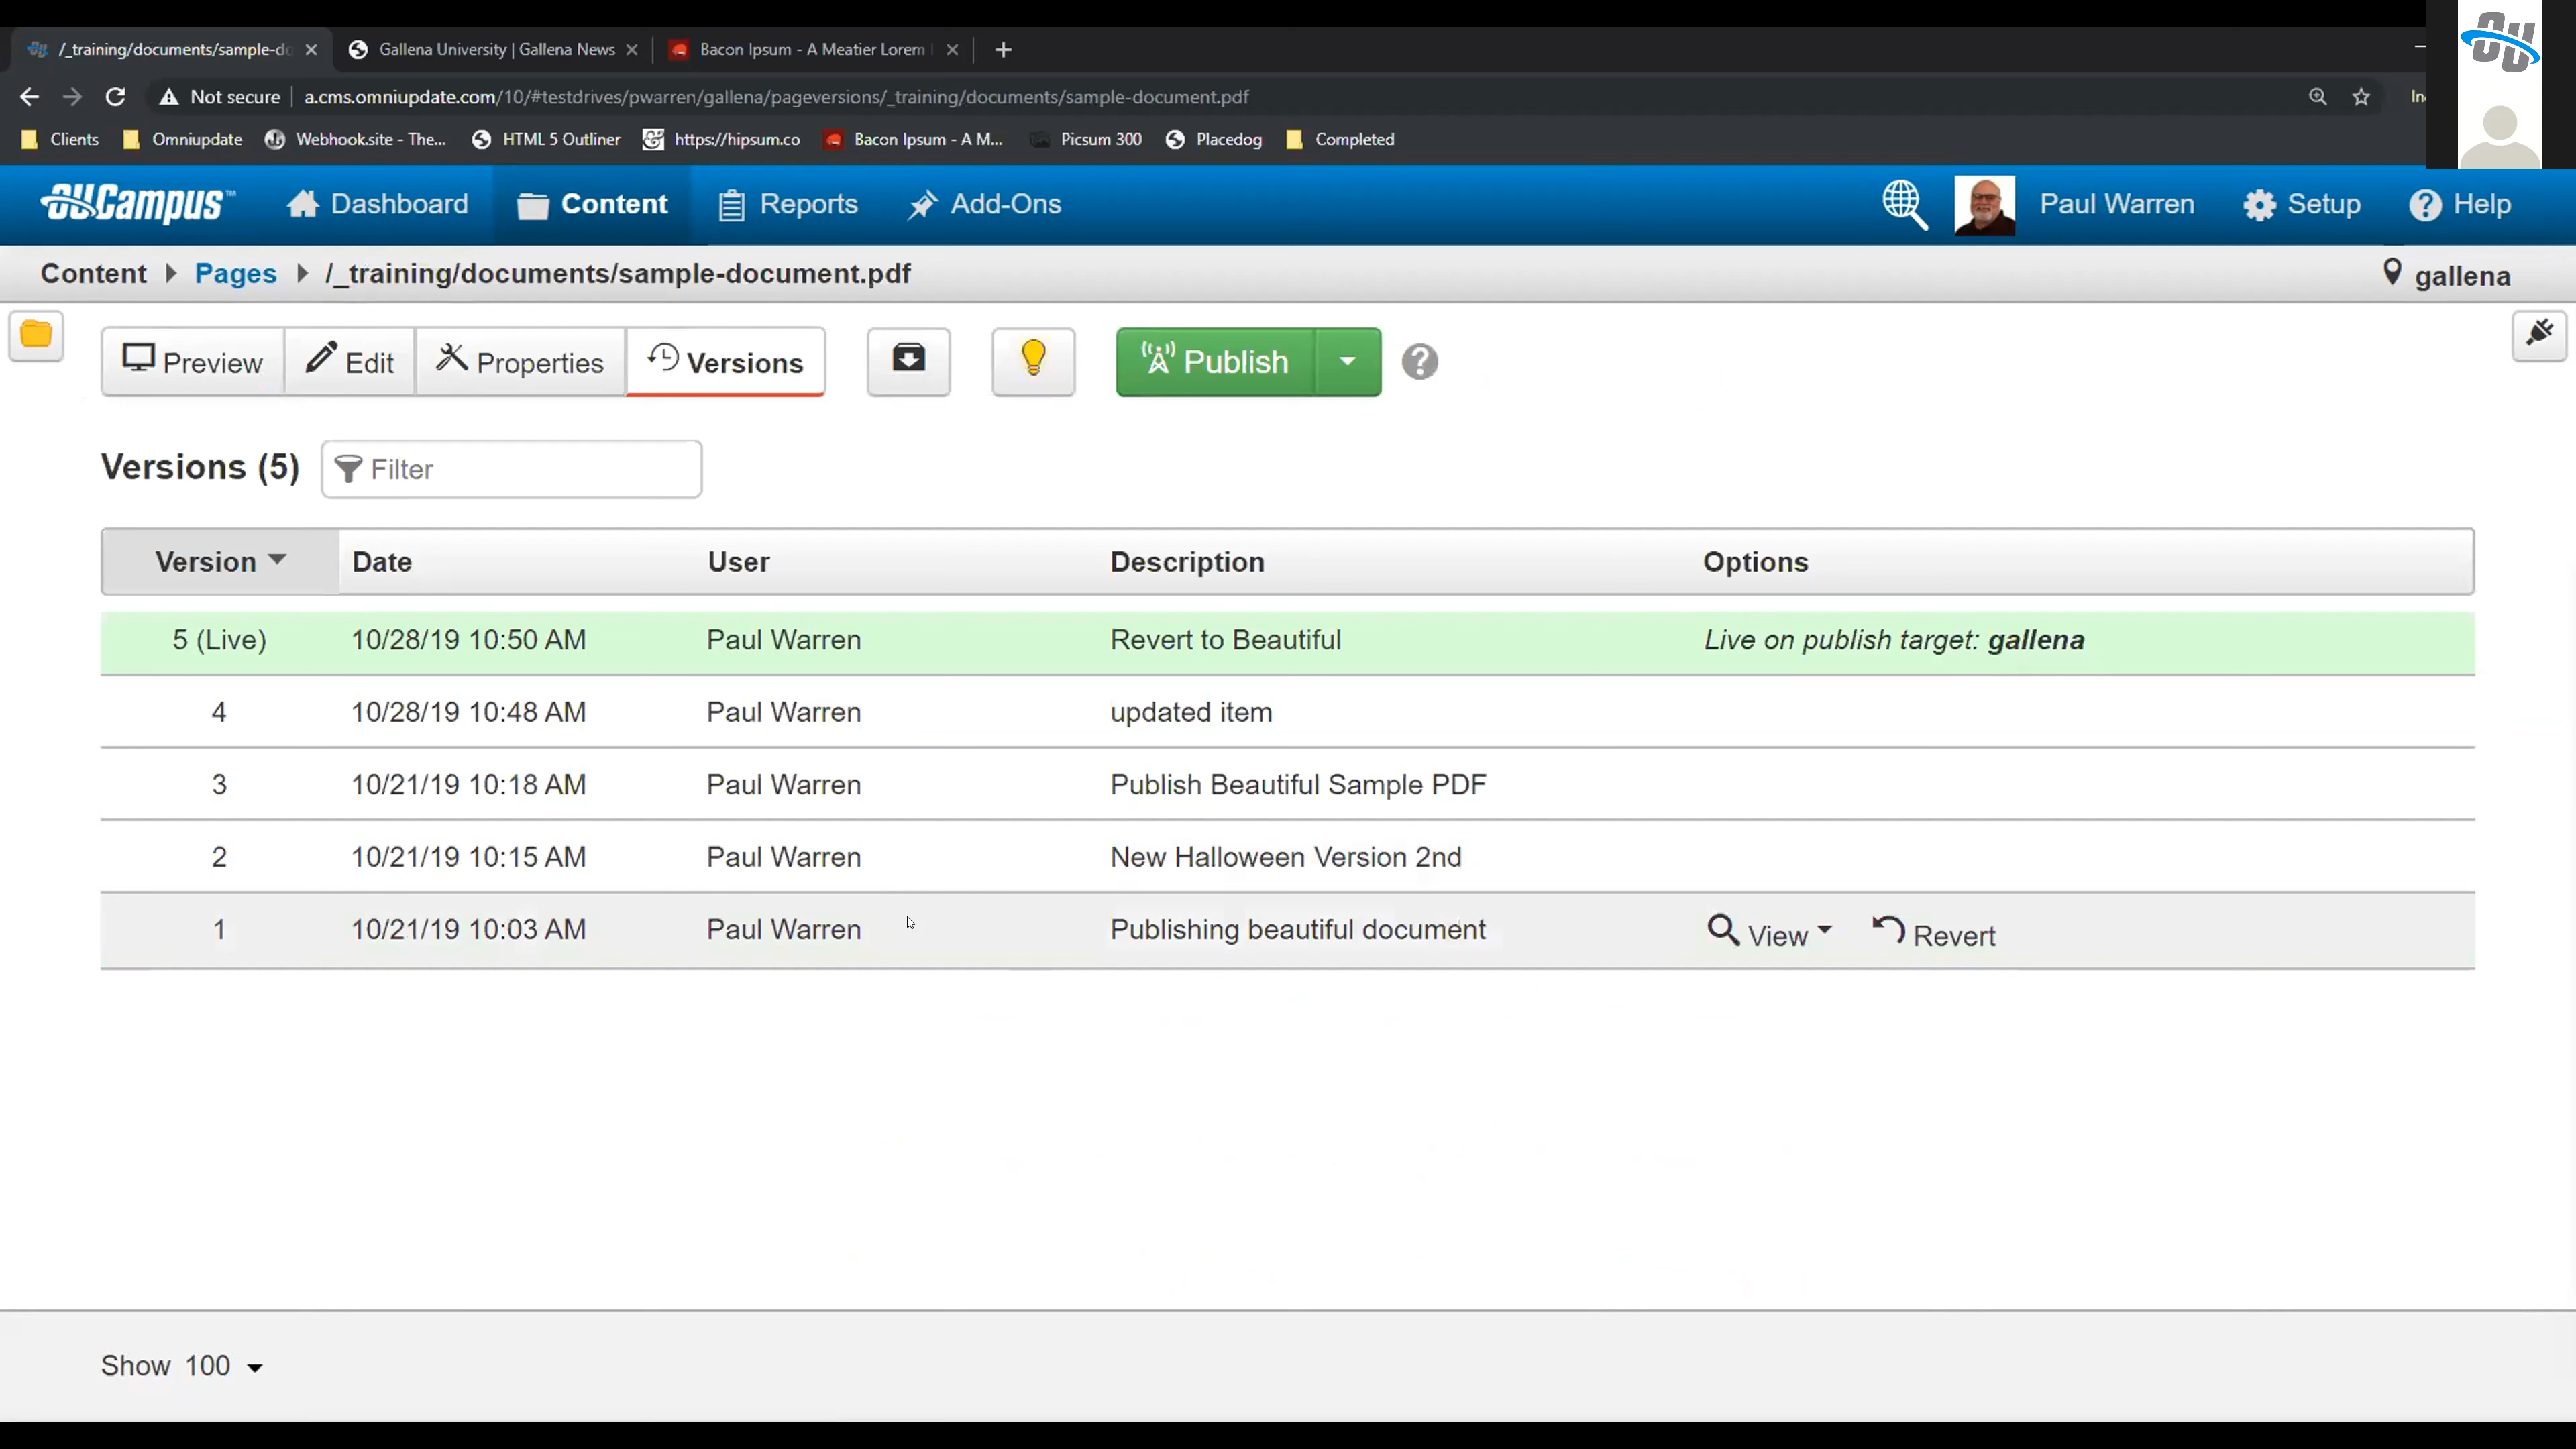 /_training/documents/sample-do
Gallena University | Gallena News
Bacon Ipsum - A Meatier Lorem
Not secure
a.cms.omniupdate.com/10/#testdrives/pwarren/gallena/pageversions/_training/documents/sample-document.pdf
Clients
Omniupdate
Webhook.site - The...
HTML 5 Outliner
https://hipsum.co
Bacon Ipsum - A M...
Picsum 300
Placedog
Completed
OU
OUCampus™
Dashboard
Content
Reports
Add-Ons
Paul Warren
Setup
Help
Content Pages /_training/documents/sample-document.pdf
gallena
Preview
Edit
Properties
Versions
Publish
Versions (5)
Filter
Version Date User Description Options
5 (Live) 10/28/19 10:50 AM Paul Warren Revert to Beautiful Live on publish target: gallena
4 10/28/19 10:48 AM Paul Warren updated item
3 10/21/19 10:18 AM Paul Warren Publish Beautiful Sample PDF
2 10/21/19 10:15 AM Paul Warren New Halloween Version 2nd
1 10/21/19 10:03 AM Paul Warren Publishing beautiful document View Revert
Show 100